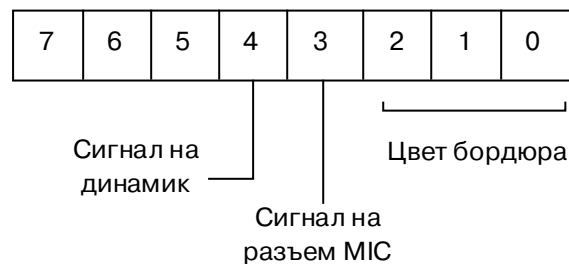 7 6 5 4 3 2 1 0
Сигнал на
динамик
Цвет бордюра
Сигнал на
разъем MIC